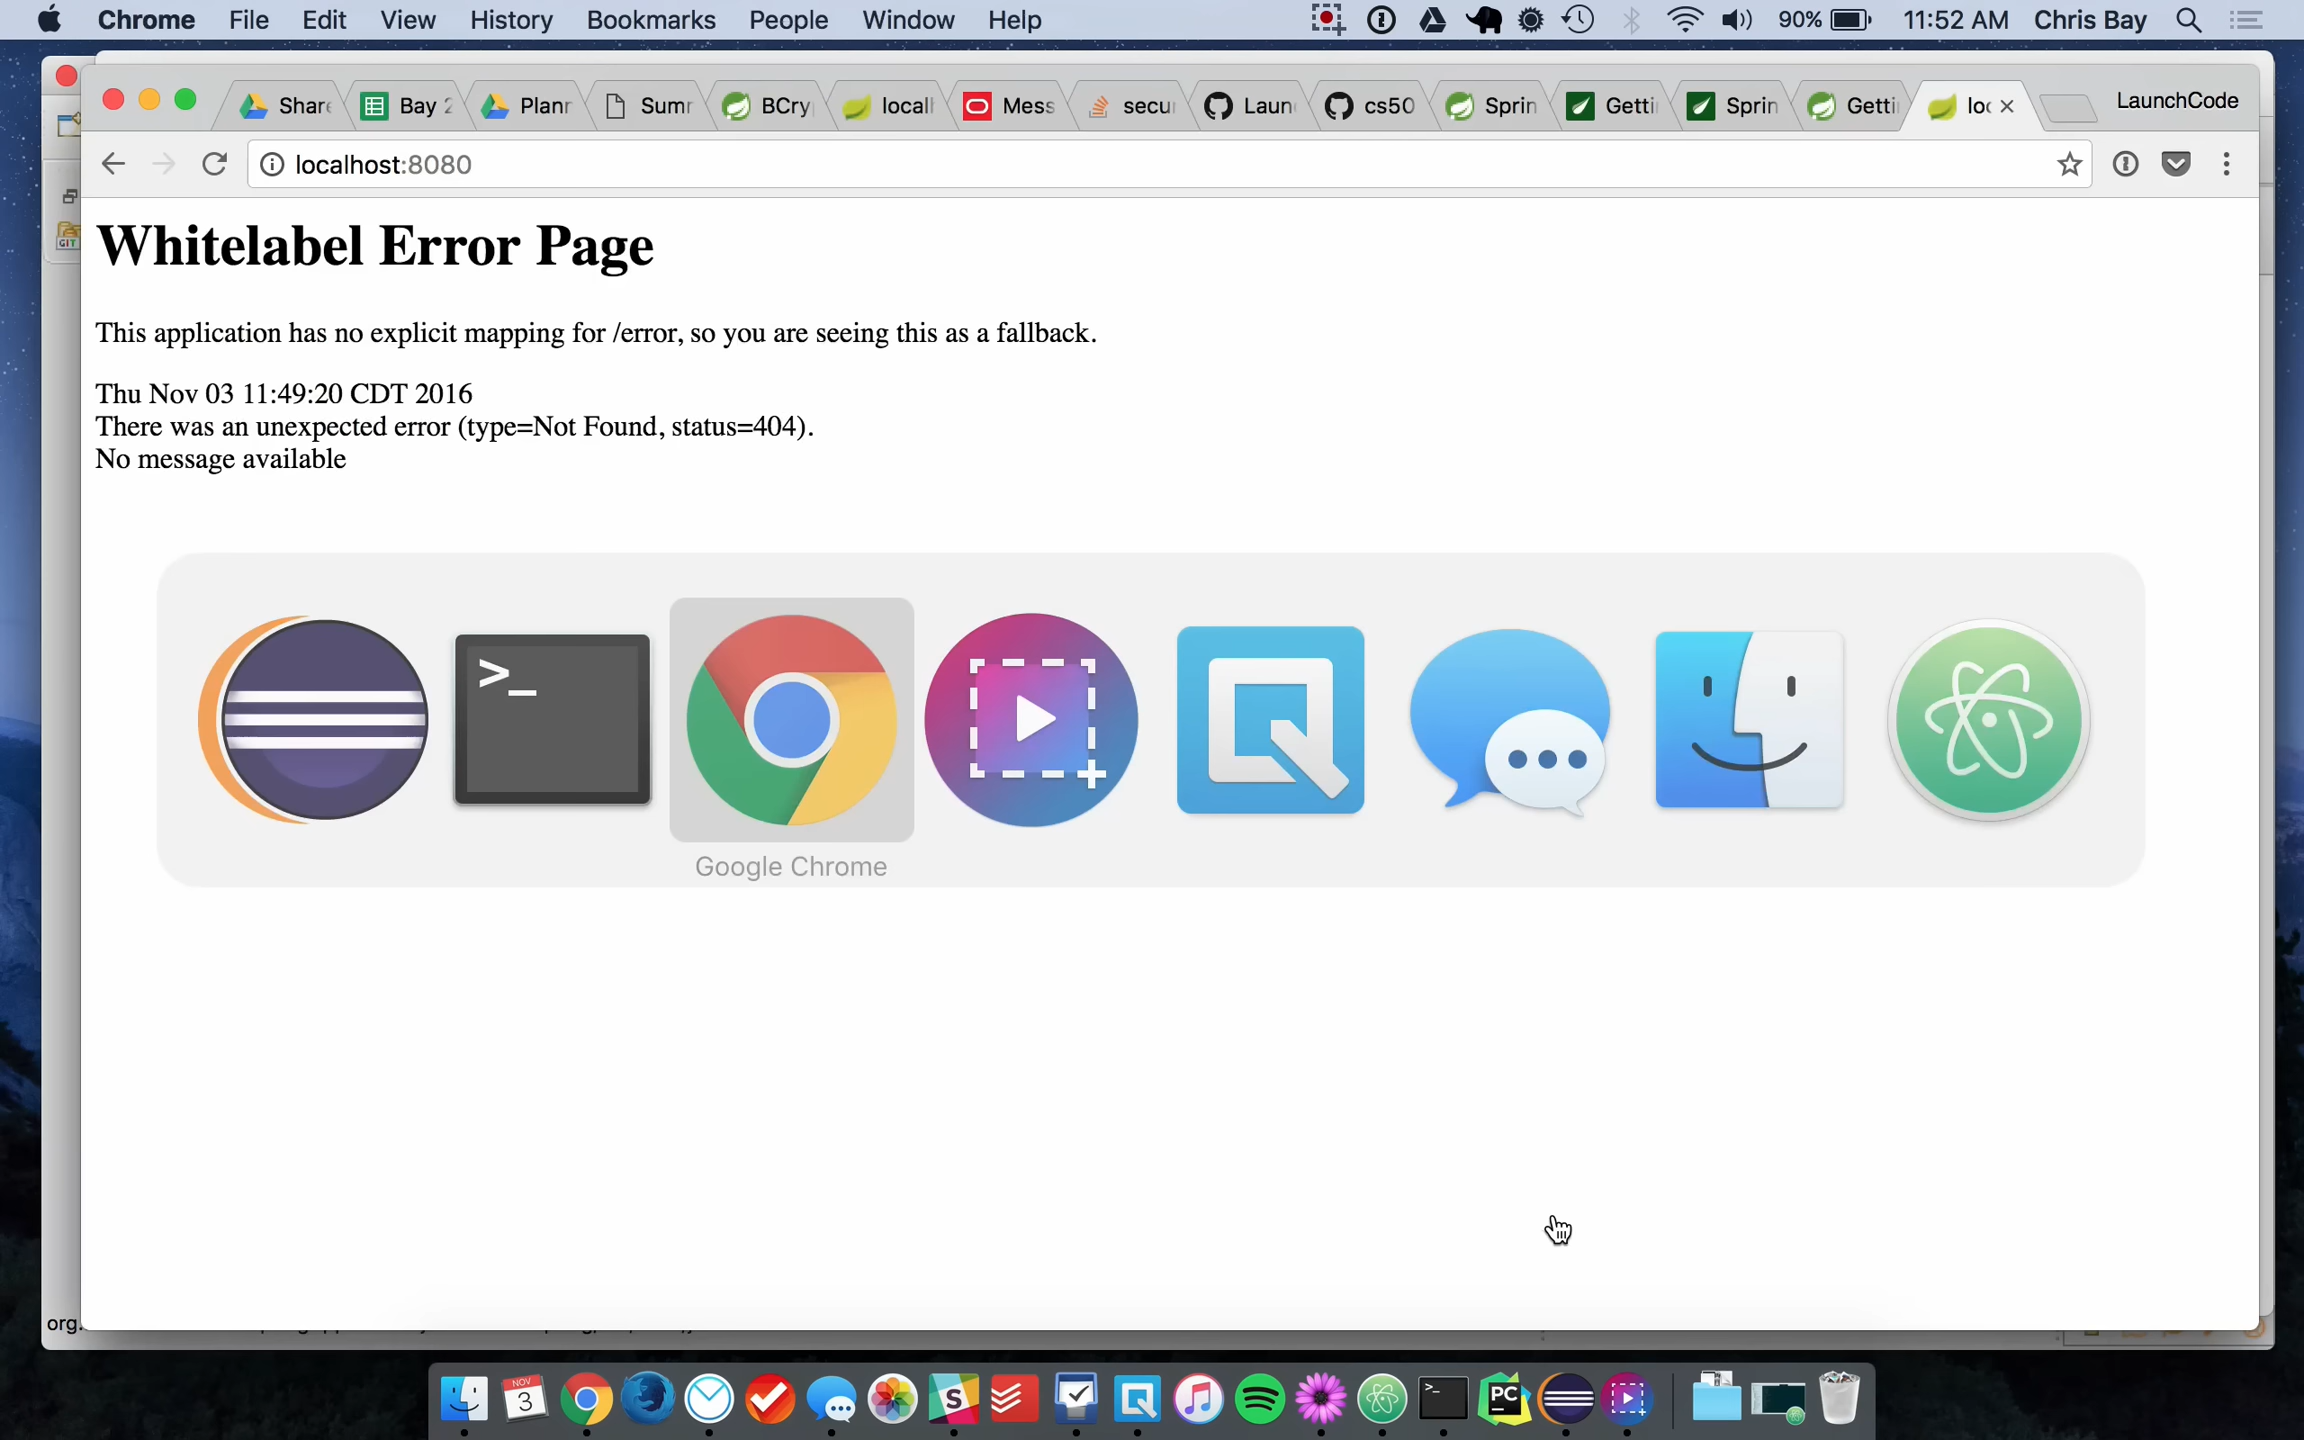 Chrome File Edit View History Bookmarks People Window Help 90% 11:52 AM Chris Bay
Share Bay 2 Plann Sumr BCry locall Mess secu Laun cs50 Sprin Getti Sprin Getti loc LaunchCode
localhost:8080
GIT
Whitelabel Error Page
This application has no explicit mapping for /error, so you are seeing this as a fallback.
Thu Nov 03 11:49:20 CDT 2016
There was an unexpected error (type=Not Found, status=404).
No message available
>_
Google Chrome
org.
NOV
3
S
>_
PC